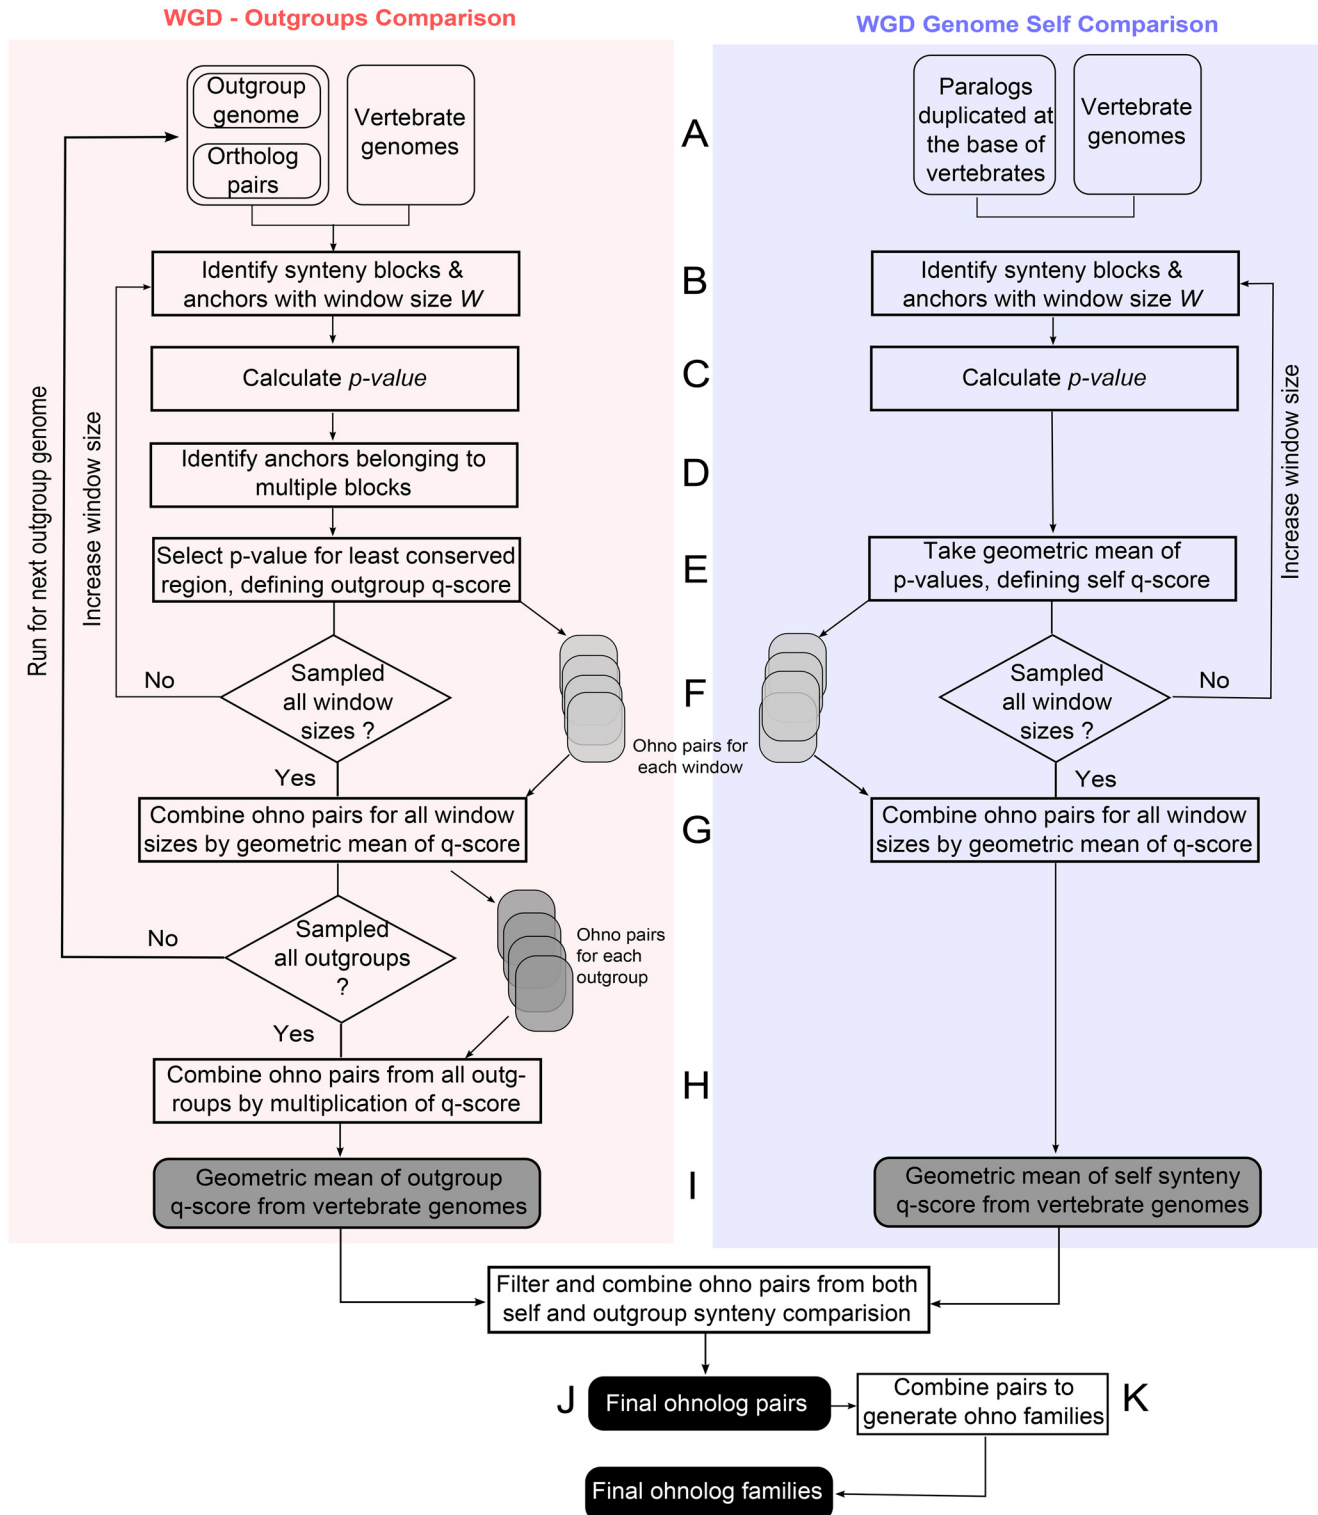 WGD - Outgroups Comparison
WGD Genome Self Comparison
Outgroup
genome
Ortholog
pairs
Vertebrate
genomes
A
Paralogs
duplicated at
the base of
vertebrates
Vertebrate
genomes
Identify synteny blocks &
anchors with window size W
B
Identify synteny blocks &
anchors with window size W
Calculate p-value
C
Calculate p-value
Identify anchors belonging to
multiple blocks
D
Run for next outgroup genome
Increase window size
Increase window size
Select p-value for least conserved
region, defining outgroup q-score
E
Take geometric mean of
p-values, defining self q-score
Sampled
all window
sizes ?
No
Yes
F
Ohno pairs for
each window
Sampled
all window
sizes ?
No
Yes
Combine ohno pairs for all window
sizes by geometric mean of q-score
G
Combine ohno pairs for all window
sizes by geometric mean of q-score
Sampled
all outgroups
?
No
Yes
Ohno pairs
for each
outgroup
Combine ohno pairs from all outg-
roups by multiplication of q-score
H
Geometric mean of outgroup
q-score from vertebrate genomes
I
Geometric mean of self synteny
q-score from vertebrate genomes
Filter and combine ohno pairs from both
self and outgroup synteny comparision
J
Final ohnolog pairs
Combine pairs to
generate ohno families
K
Final ohnolog families